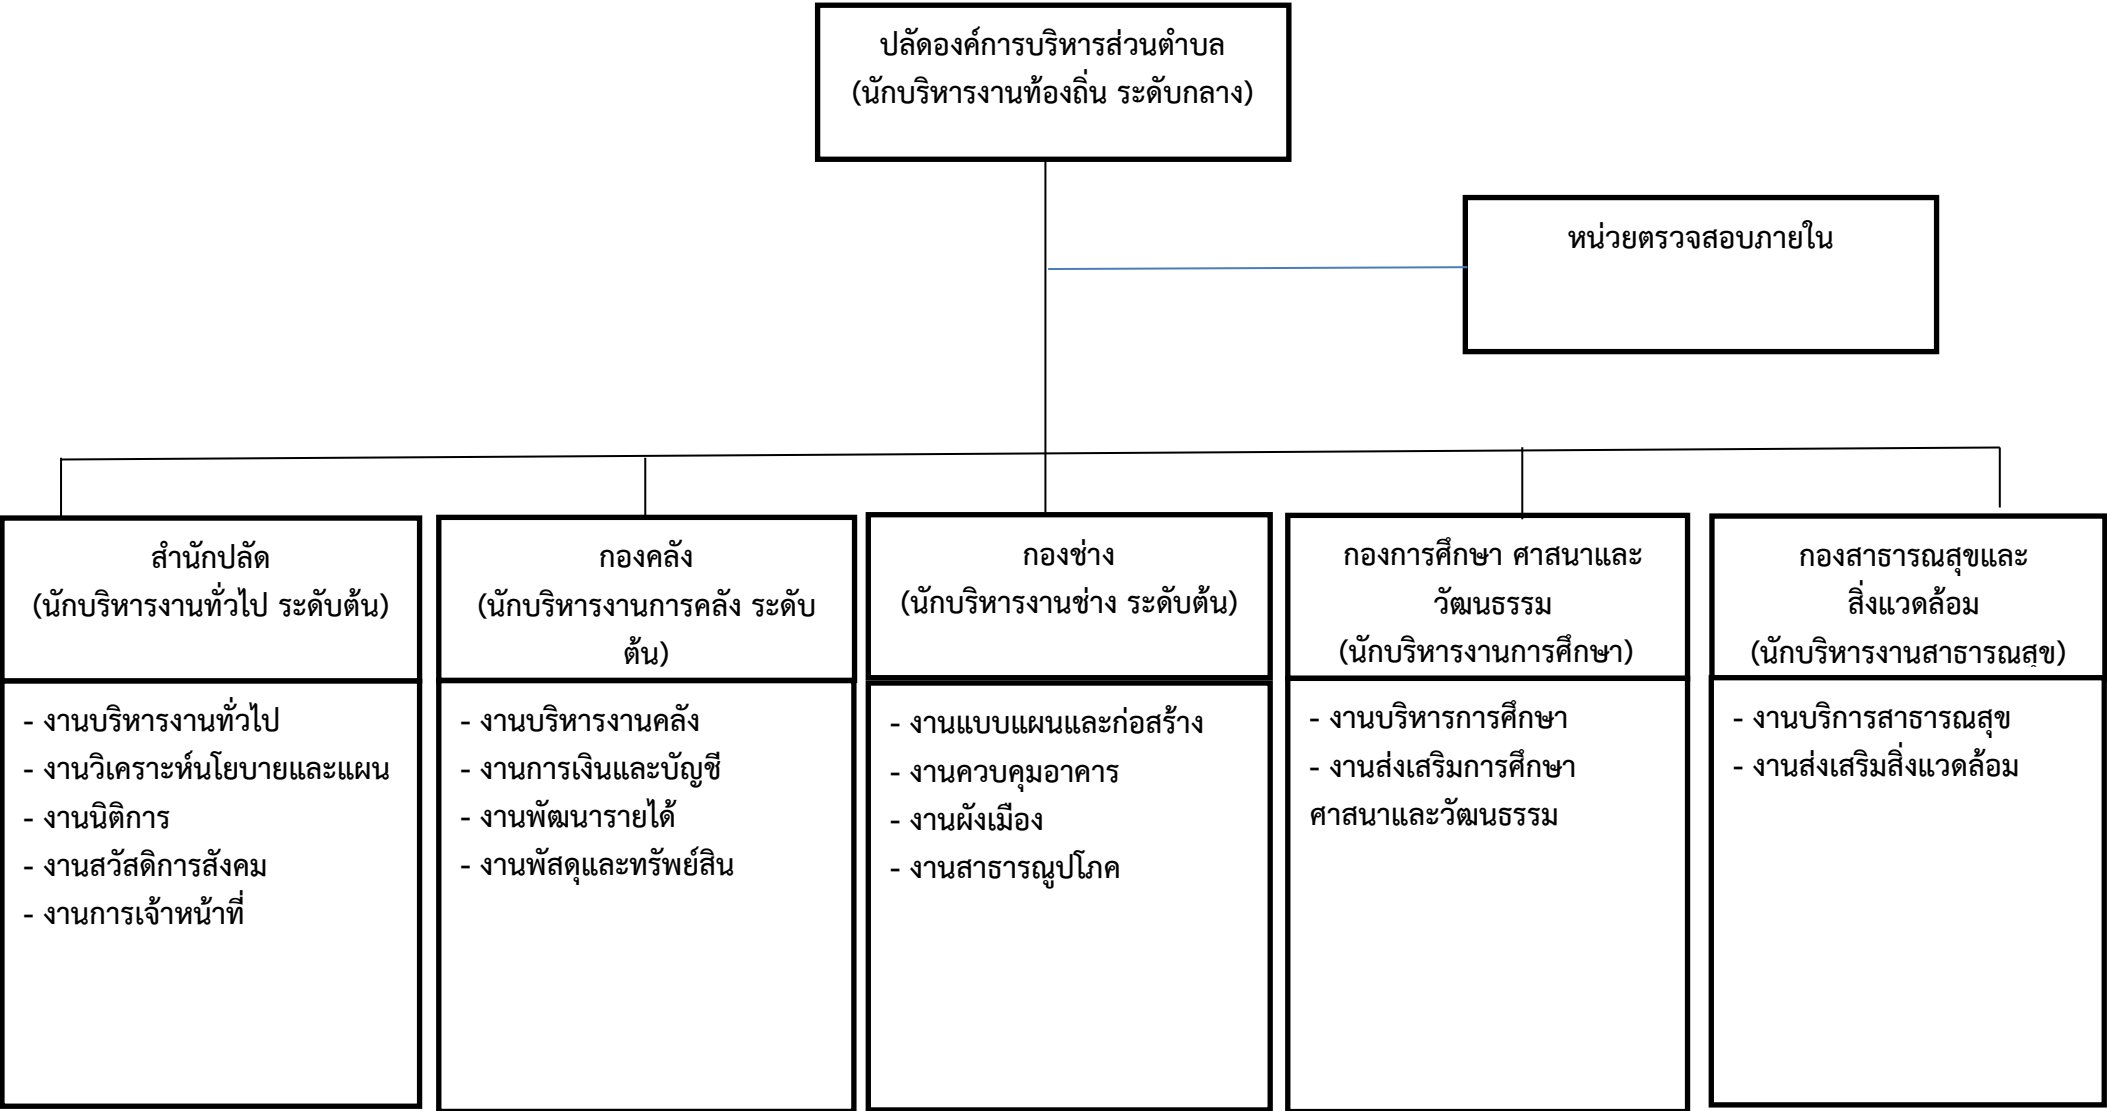 ปลัดองค์การบริหารส่วนตำบล
(นักบริหารงานท้องถิ่น ระดับกลาง)
หน่วยตรวจสอบภายใน
สำนักปลัด
(นักบริหารงานทั่วไป ระดับต้น)
- งานบริหารงานทั่วไป
- งานวิเคราะห์นโยบายและแผน
- งานนิติการ
- งานสวัสดิการสังคม
- งานการเจ้าหน้าที่
กองคลัง
(นักบริหารงานการคลัง ระดับ
ต้น)
- งานบริหารงานคลัง
- งานการเงินและบัญชี
- งานพัฒนารายได้
- งานพัสดุและทรัพย์สิน
กองช่าง
(นักบริหารงานช่าง ระดับต้น)
- งานแบบแผนและก่อสร้าง
- งานควบคุมอาคาร
- งานผังเมือง
- งานสาธารณูปโภค
กองการศึกษา ศาสนาและ
วัฒนธรรม
(นักบริหารงานการศึกษา)
- งานบริหารการศึกษา
- งานส่งเสริมการศึกษา
ศาสนาและวัฒนธรรม
กองสาธารณสุขและ
สิ่งแวดล้อม
(นักบริหารงานสาธารณสุข)
- งานบริการสาธารณสุข
- งานส่งเสริมสิ่งแวดล้อม